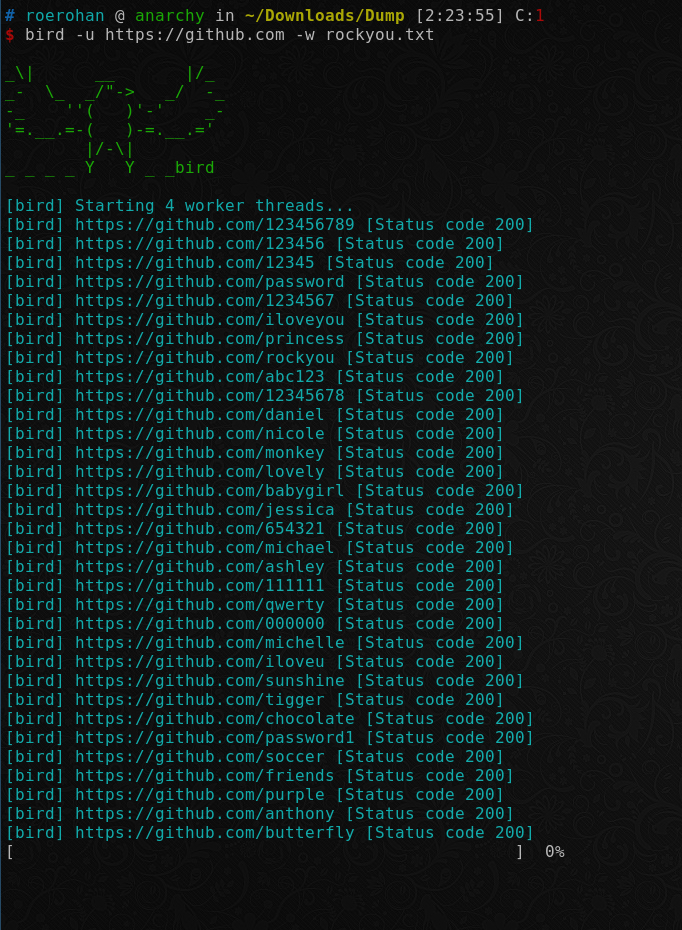 # roerohan @ anarchy in ~/Downloads/Dump [2:23:55] C:1
$ bird -u https://github.com -w rockyou.txt
_\|      __       |/_
_-  \_  _/"->   _/  -_
-_    ''(   )'-'    _-
'=.__.=-(   )-=.__.='
        |/-\|
_ _ _ _ Y   Y _ _bird
[bird] Starting 4 worker threads...
[bird] https://github.com/123456789 [Status code 200]
[bird] https://github.com/123456 [Status code 200]
[bird] https://github.com/12345 [Status code 200]
[bird] https://github.com/password [Status code 200]
[bird] https://github.com/1234567 [Status code 200]
[bird] https://github.com/iloveyou [Status code 200]
[bird] https://github.com/princess [Status code 200]
[bird] https://github.com/rockyou [Status code 200]
[bird] https://github.com/abc123 [Status code 200]
[bird] https://github.com/12345678 [Status code 200]
[bird] https://github.com/daniel [Status code 200]
[bird] https://github.com/nicole [Status code 200]
[bird] https://github.com/monkey [Status code 200]
[bird] https://github.com/lovely [Status code 200]
[bird] https://github.com/babygirl [Status code 200]
[bird] https://github.com/jessica [Status code 200]
[bird] https://github.com/654321 [Status code 200]
[bird] https://github.com/michael [Status code 200]
[bird] https://github.com/ashley [Status code 200]
[bird] https://github.com/111111 [Status code 200]
[bird] https://github.com/qwerty [Status code 200]
[bird] https://github.com/000000 [Status code 200]
[bird] https://github.com/michelle [Status code 200]
[bird] https://github.com/iloveu [Status code 200]
[bird] https://github.com/sunshine [Status code 200]
[bird] https://github.com/tigger [Status code 200]
[bird] https://github.com/chocolate [Status code 200]
[bird] https://github.com/password1 [Status code 200]
[bird] https://github.com/soccer [Status code 200]
[bird] https://github.com/friends [Status code 200]
[bird] https://github.com/purple [Status code 200]
[bird] https://github.com/anthony [Status code 200]
[bird] https://github.com/butterfly [Status code 200]
[                                                  ]  0%